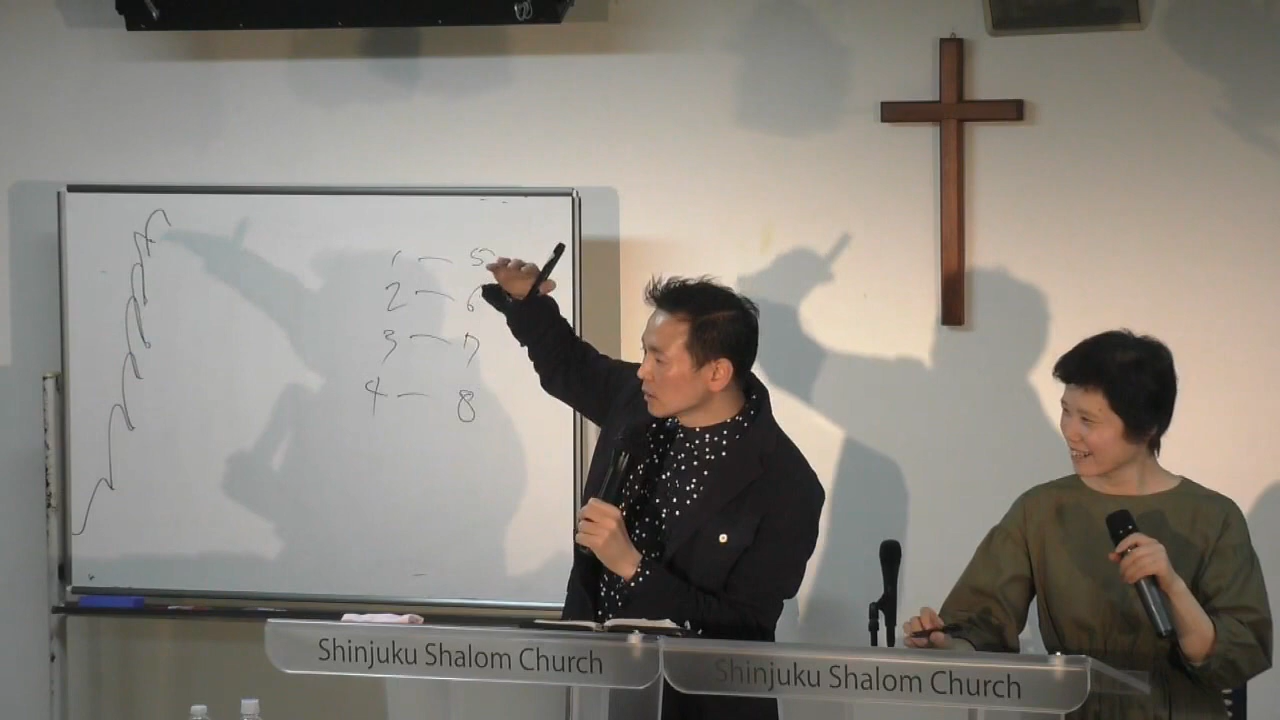 1 — 5
2 — 6
3 — 7
4 — 8
Shinjuku Shalom Church
Shinjuku Shalom Church